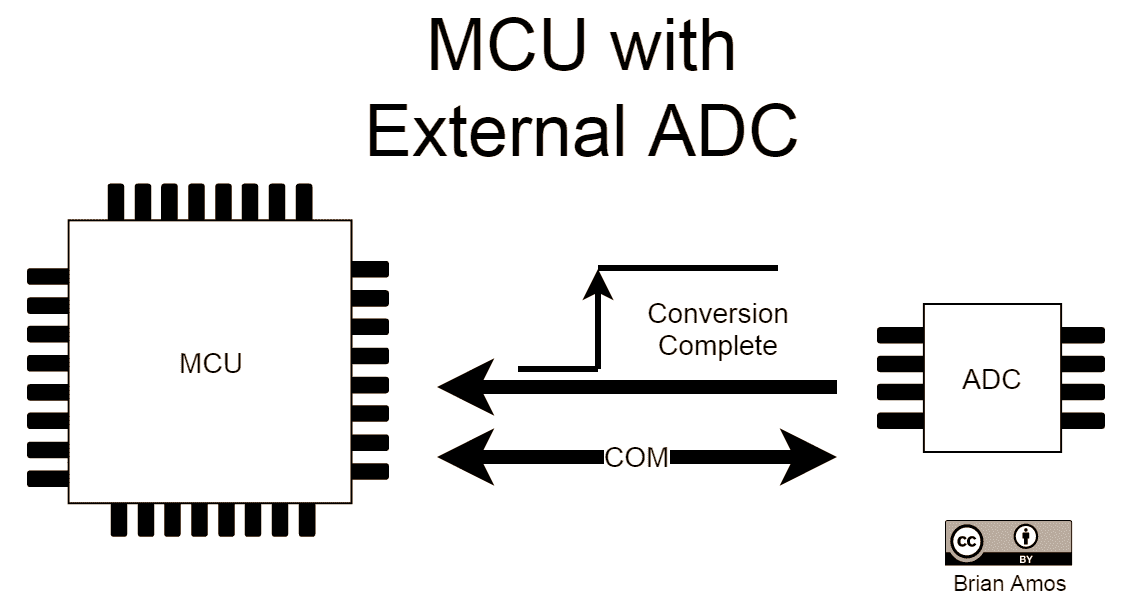 MCU with
External ADC
MCU
Conversion
Complete
ADC
COM
cc
BY
Brian Amos